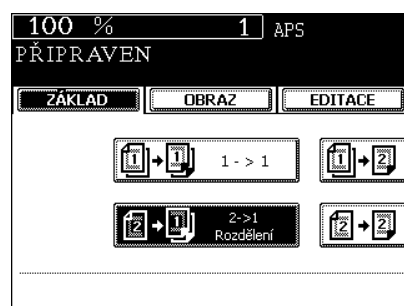 100 % 1 APS
PŘIPRAVEN
ZÁKLAD OBRAZ EDITACE
1 1 1 - > 1 1 2
2 1 2->1 2 2
Rozdělení